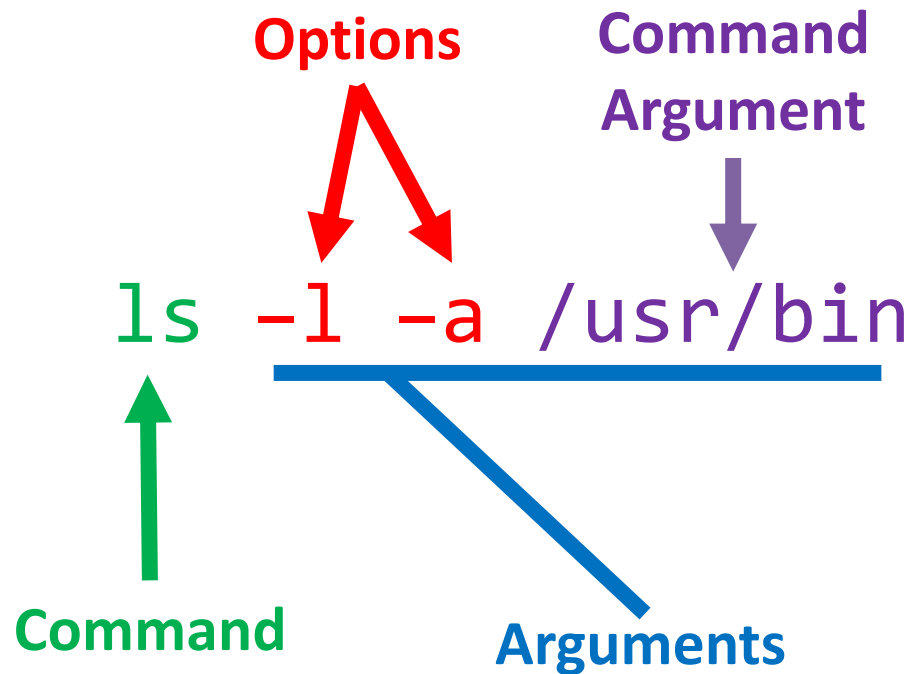 Options
Command
Argument
ls –l –a /usr/bin
Command
Arguments